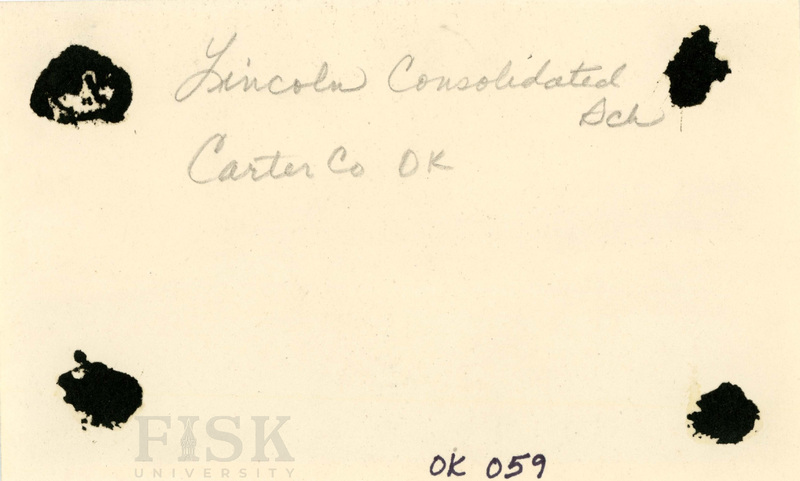 Lincoln Consolidated
Sch
Carter Co OK
FISK
UNIVERSITY
OK 059